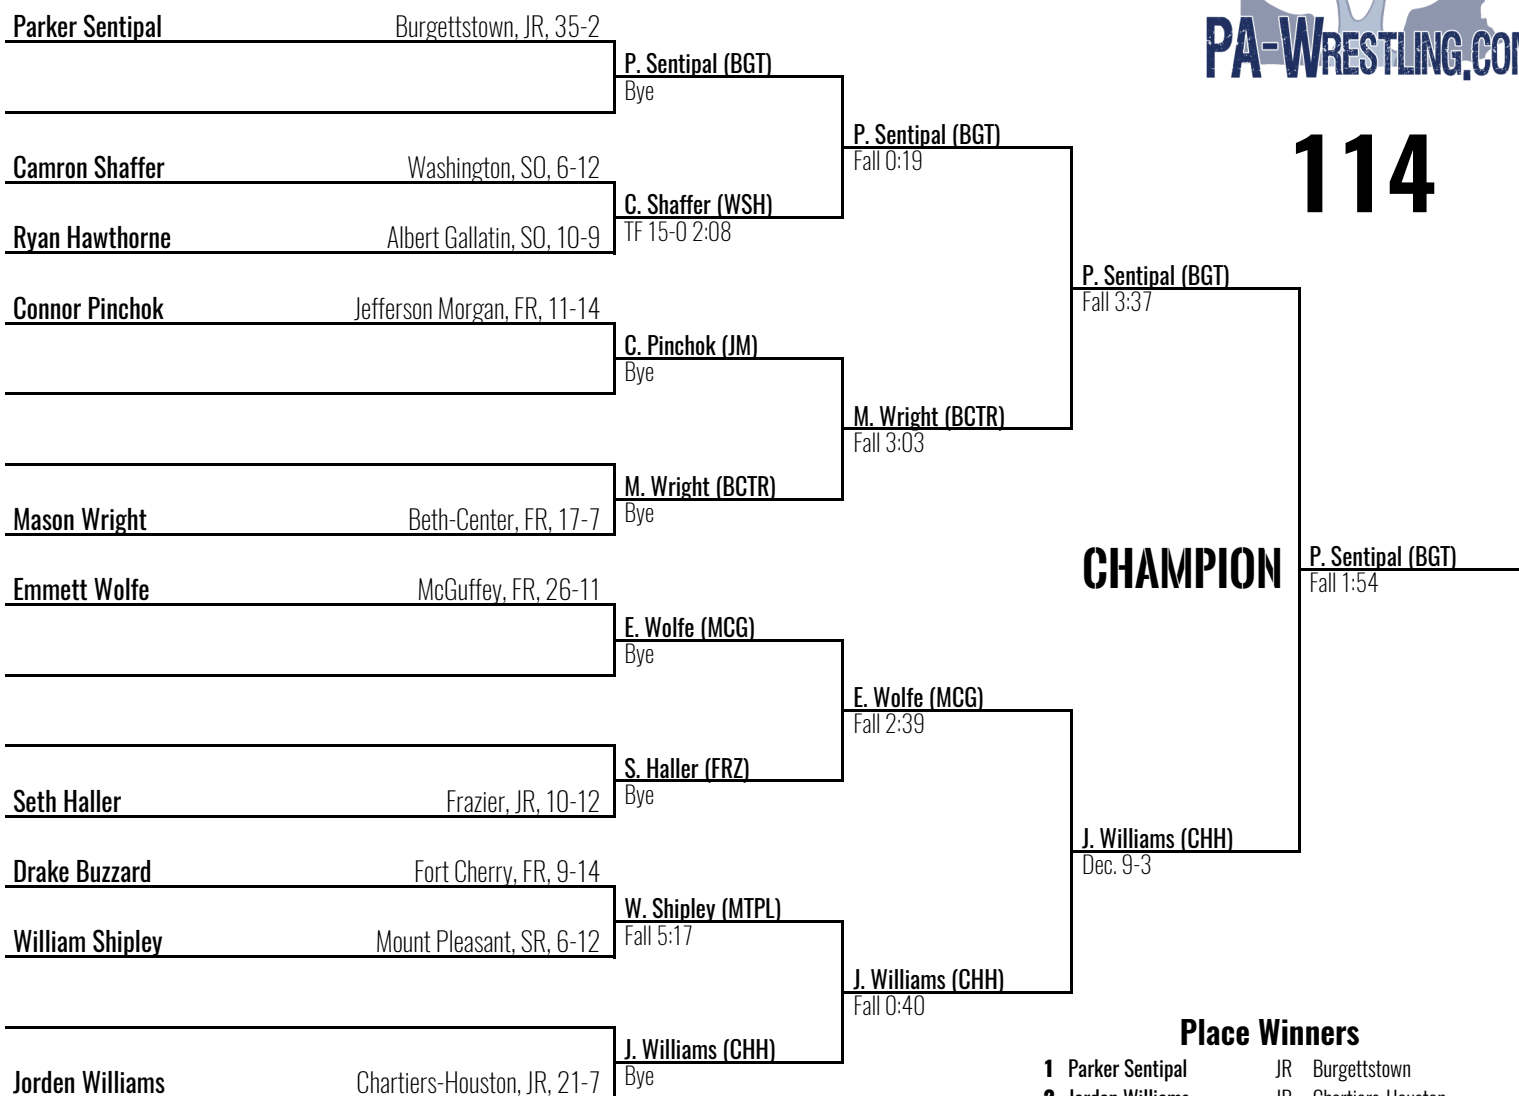 Parker Sentipal Burgettstown, JR, 35-2
P. Sentipal (BGT)
Bye
PA-WRESTLING.COM
P. Sentipal (BGT)
Fall 0:19
114
Camron Shaffer Washington, SO, 6-12
C. Shaffer (WSH)
TF 15-0 2:08
Ryan Hawthorne Albert Gallatin, SO, 10-9
P. Sentipal (BGT)
Fall 3:37
Connor Pinchok Jefferson Morgan, FR, 11-14
C. Pinchok (JM)
Bye
M. Wright (BCTR)
Fall 3:03
M. Wright (BCTR)
Bye
Mason Wright Beth-Center, FR, 17-7
CHAMPION
P. Sentipal (BGT)
Fall 1:54
Emmett Wolfe McGuffey, FR, 26-11
E. Wolfe (MCG)
Bye
E. Wolfe (MCG)
Fall 2:39
S. Haller (FRZ)
Bye
Seth Haller Frazier, JR, 10-12
J. Williams (CHH)
Dec. 9-3
Drake Buzzard Fort Cherry, FR, 9-14
W. Shipley (MTPL)
Fall 5:17
William Shipley Mount Pleasant, SR, 6-12
J. Williams (CHH)
Fall 0:40
J. Williams (CHH)
Bye
Jorden Williams Chartiers-Houston, JR, 21-7
Place Winners
1 Parker Sentipal JR Burgettstown
2 Jorden Williams JR Chartiers-Houston